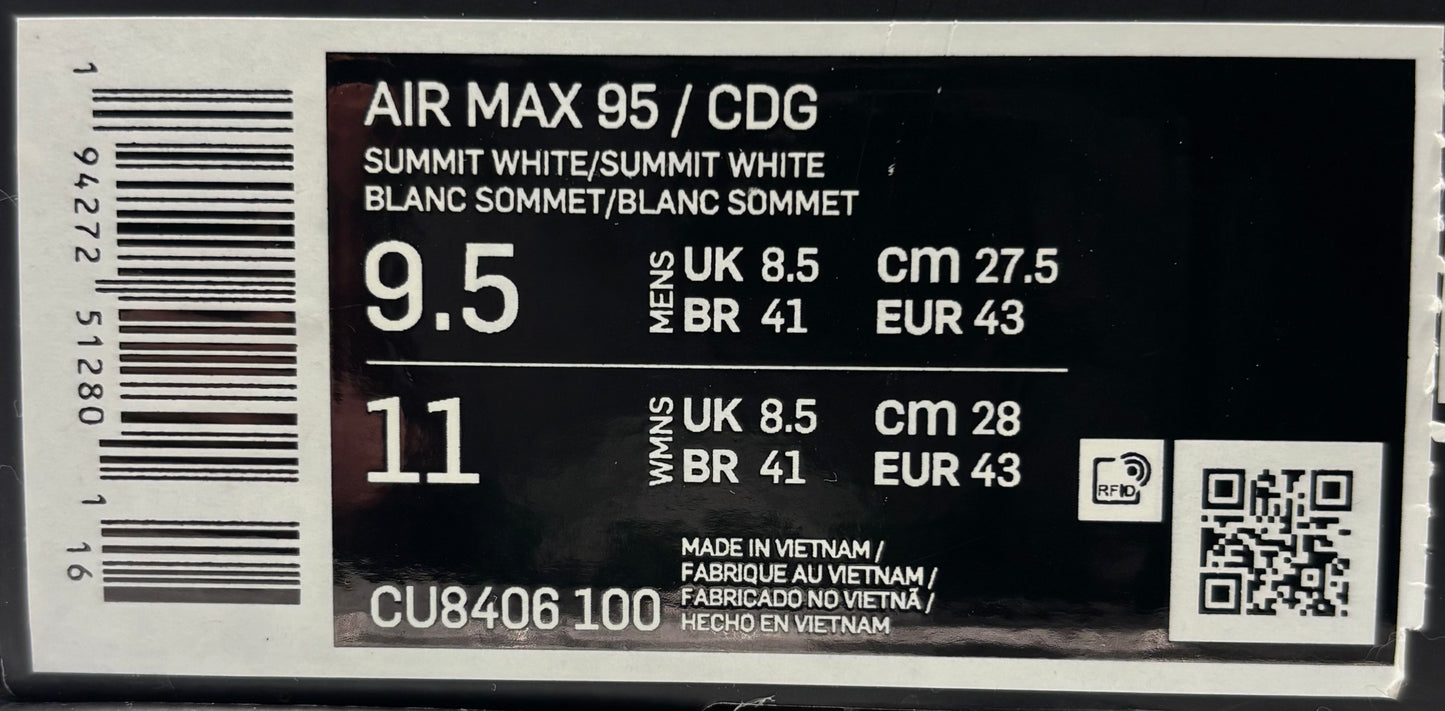 1 94272 51280 1 16
AIR MAX 95 / CDG
SUMMIT WHITE/SUMMIT WHITE
BLANC SOMMET/BLANC SOMMET
9.5 MENS UK 8.5 cm 27.5
BR 41 EUR 43
11 WMNS UK 8.5 cm 28
BR 41 EUR 43
RFID
MADE IN VIETNAM /
FABRIQUE AU VIETNAM /
FABRICADO NO VIETNÃ /
HECHO EN VIETNAM
CU8406 100